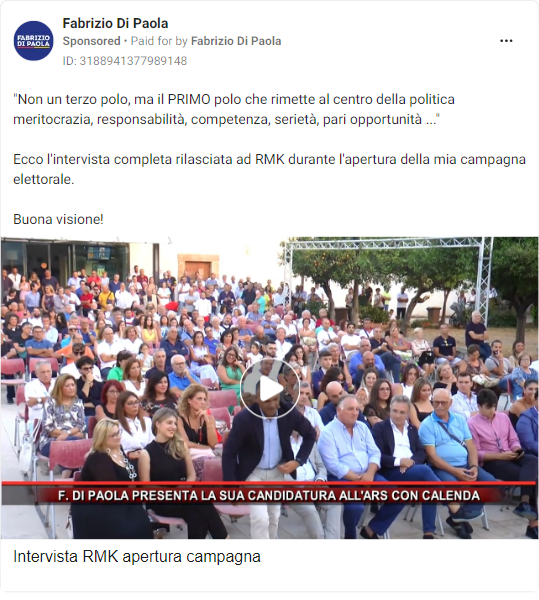 FABRIZIO
DI PAOLA
Fabrizio Di Paola
Sponsored • Paid for by Fabrizio Di Paola
ID: 3188941377989148
"Non un terzo polo, ma il PRIMO polo che rimette al centro della politica
meritocrazia, responsabilità, competenza, serietà, pari opportunità ..."
Ecco l'intervista completa rilasciata ad RMK durante l'apertura della mia campagna
elettorale.
Buona visione!
F. DI PAOLA PRESENTA LA SUA CANDIDATURA ALL'ARS CON CALENDA
Intervista RMK apertura campagna